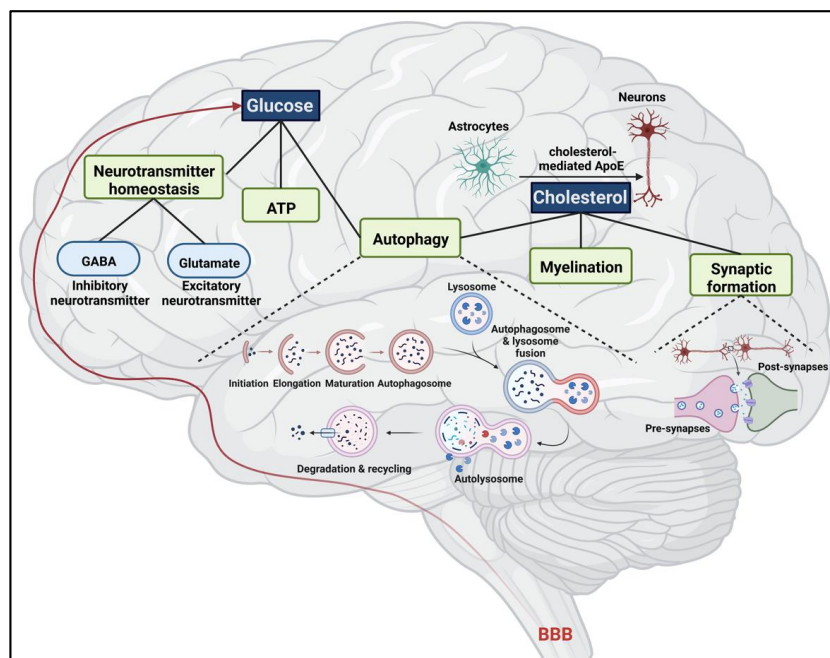 Glucose
Neurotransmitter
homeostasis
ATP
GABA
Inhibitory
neurotransmitter
Glutamate
Excitatory
neurotransmitter
Autophagy
Astrocytes
Neurons
cholesterol-
mediated ApoE
Cholesterol
Myelination
Synaptic
formation
Lysosome
Autophagosome
& lysosome
fusion
Initiation
Elongation
Maturation
Autophagosome
Degradation & recycling
Autolysosome
Post-synapses
Pre-synapses
BBB